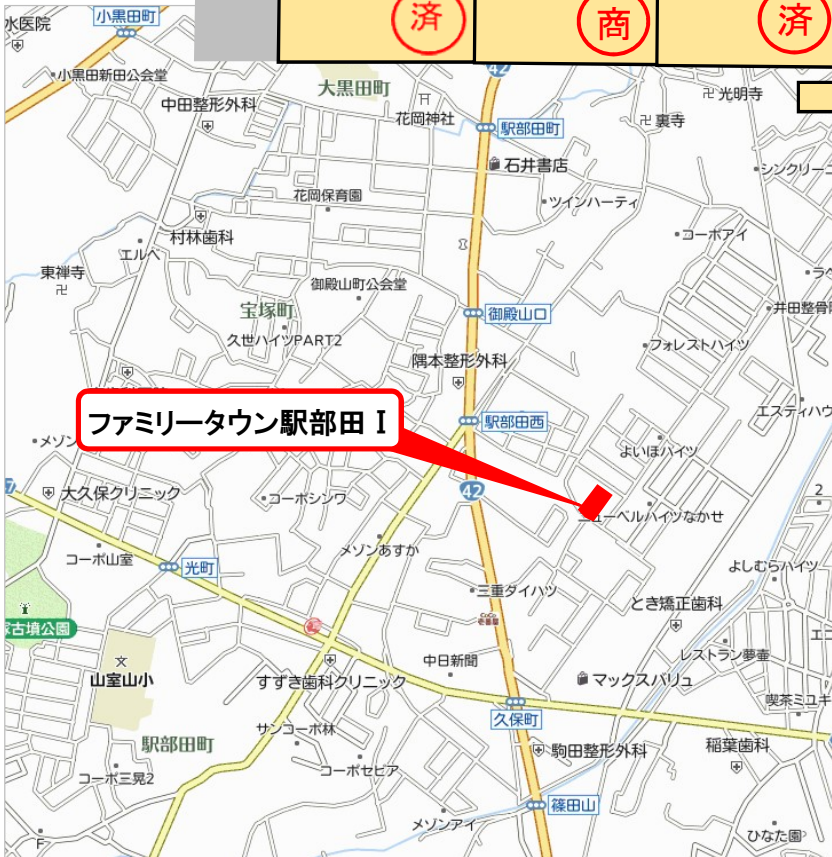 水医院
小黒田町
済
商
済
小黒田新田公会堂
大黒田町
42
光明寺
中田整形外科
花岡神社
駅部田町
裏寺
石井書店
シンクリーニ
花岡保育園
ツインハーティ
村林歯科
コーポアイ
エルベ
東禅寺
御殿山町公会堂
宝塚町
御殿山口
井田整骨院
久世ハイツPART2
フォレストハイツ
隅本整形外科
ファミリータウン駅部田 I
駅部田西
エスティハウ
メゾン
よいほハイツ
大久保クリニック
コーポシンワ
42
2
ニューベルハイツなかせ
メゾンあすか
コーポ山室
光町
よしむらハイツ
三重ダイハツ
とき矯正歯科
古墳公園
CoCo壱番屋
レストラン夢壷
山室山小
中日新聞
すずき歯科クリニック
マックスバリュ
喫茶ミユキ
久保町
サンコーポ林
駅部田町
駒田整形外科
稲葉歯科
コーポセピア
コーポ三晃2
篠田山
メゾンアイ
ひなた園
F